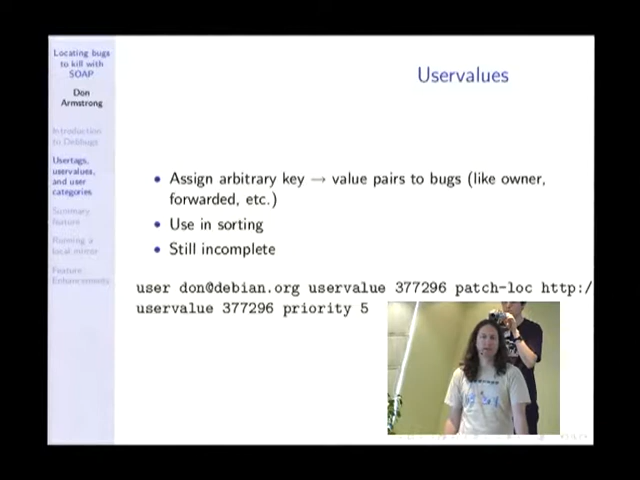 Locating bugs
to kill with
SOAP
Don
Armstrong
Introduction
to Debbugs
Usertags,
uservalues,
and user
categories
Summary
feature
Running a
local mirror
Feature
Enhancements
Uservalues
Assign arbitrary key → value pairs to bugs (like owner,
forwarded, etc.)
Use in sorting
Still incomplete
user don@debian.org uservalue 377296 patch-loc http:/
uservalue 377296 priority 5